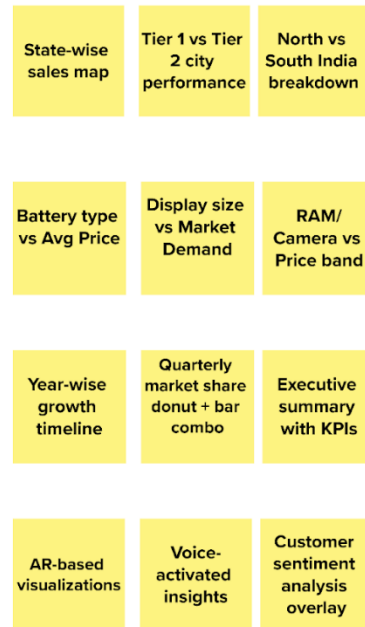 State-wise
sales map
Tier 1 vs Tier
2 city
performance
North vs
South India
breakdown
Battery type
vs Avg Price
Display size
vs Market
Demand
RAM/
Camera vs
Price band
Year-wise
growth
timeline
Quarterly
market share
donut + bar
combo
Executive
summary
with KPIs
AR-based
visualizations
Voice-
activated
insights
Customer
sentiment
analysis
overlay